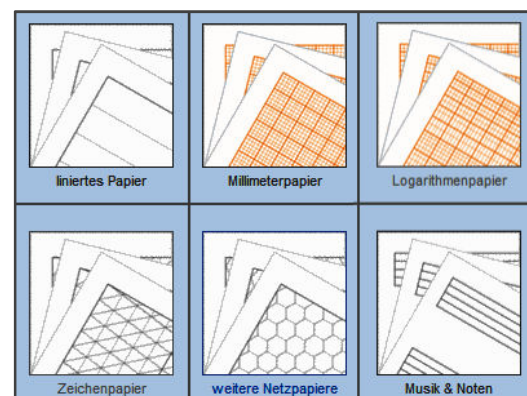 liniertes Papier
Millimeterpapier
Logarithmenpapier
Zeichenpapier
weitere Netzpapiere
Musik & Noten